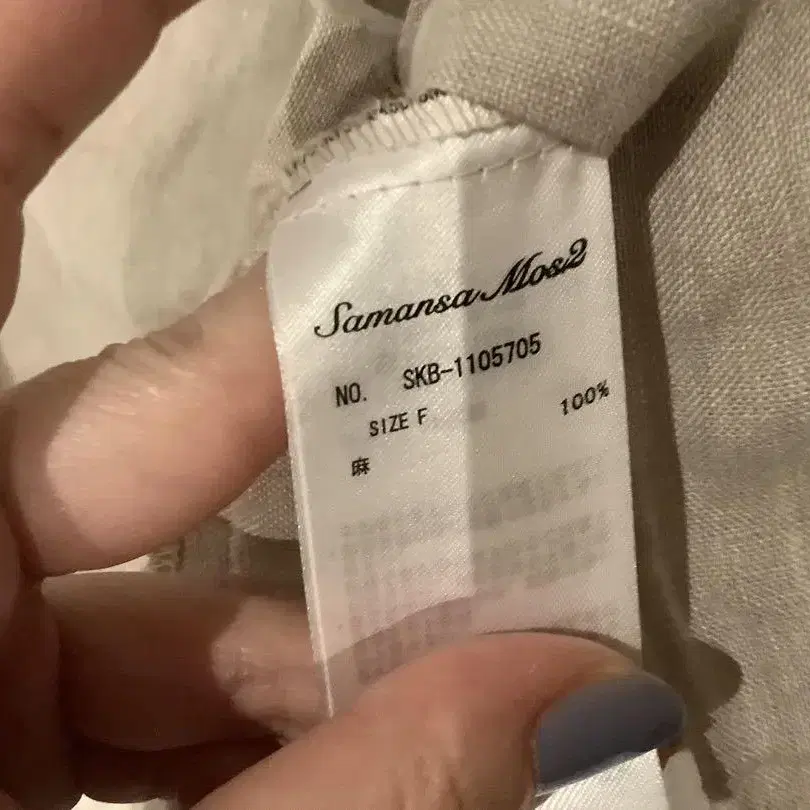 Samansa Mos2
NO. SKB-1105705
SIZE F
麻 100%